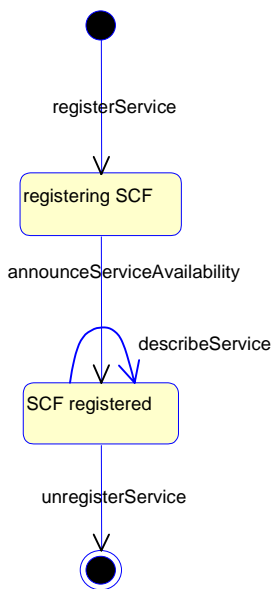 registerService
registering SCF
announceServiceAvailability
describeService
SCF registered
unregisterService